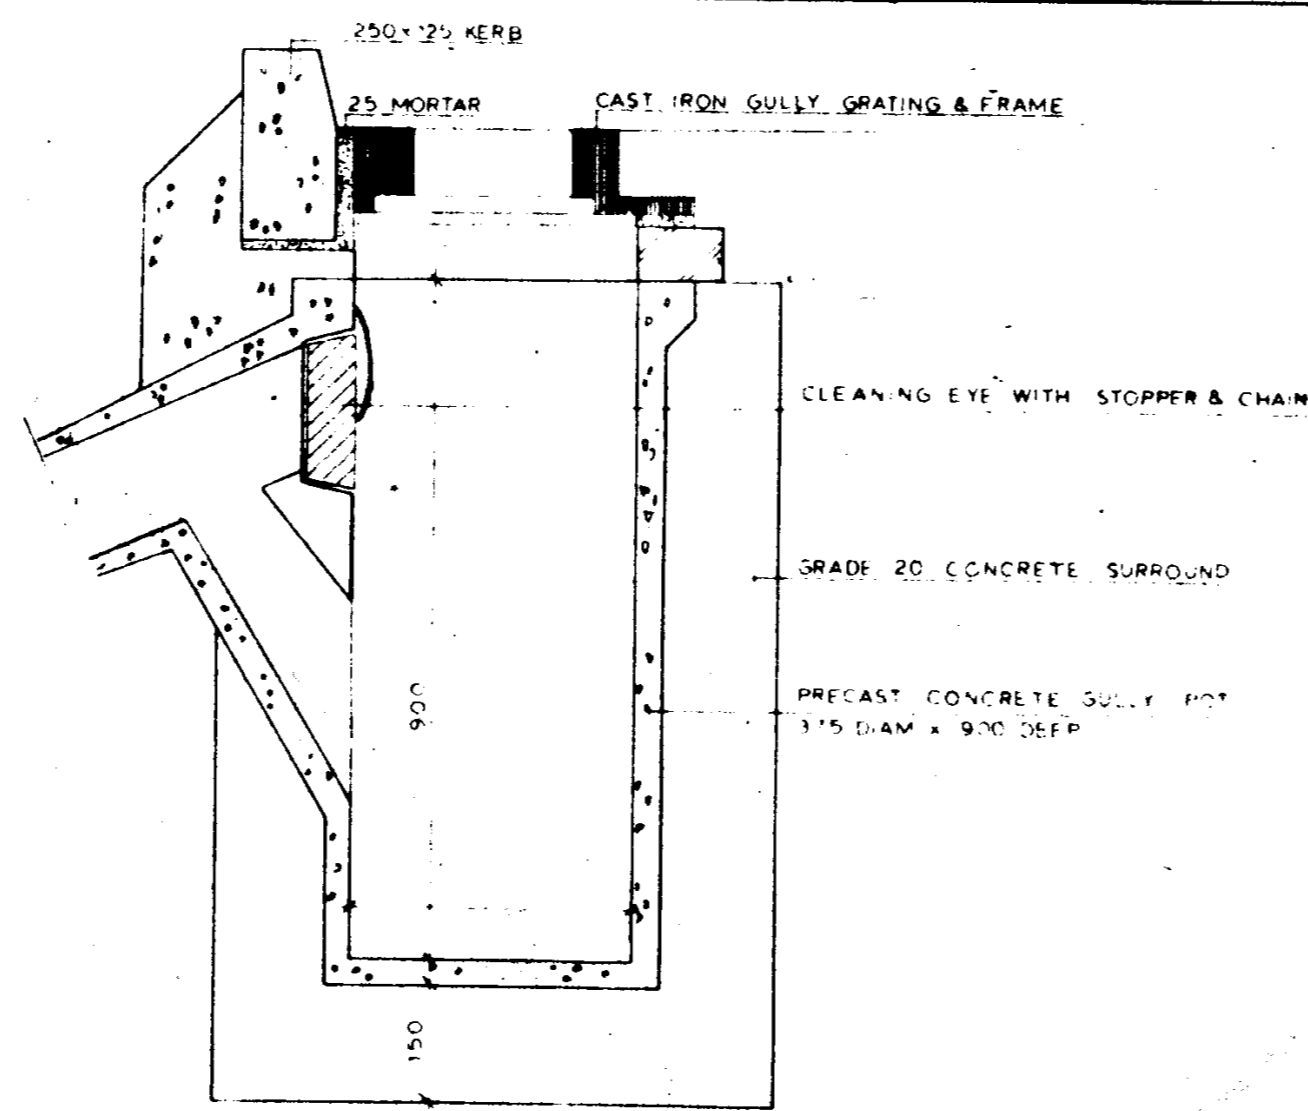 250×125 KERB
25 MORTAR
CAST IRON GULLY GRATING & FRAME
CLEANING EYE WITH STOPPER & CHAIN
GRADE 20 CONCRETE SURROUND
PRECAST CONCRETE GULLY POT
375 DIAM x 900 DEEP
900
150